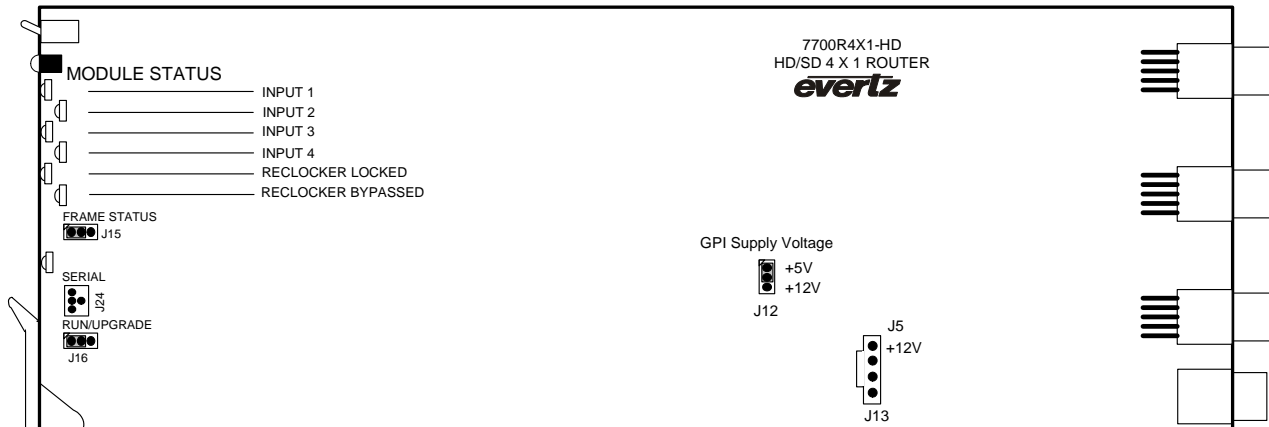 7700R4X1-HD
HD/SD 4 X 1 ROUTER
evertz
MODULE STATUS
INPUT 1
INPUT 2
INPUT 3
INPUT 4
RECLOCKER LOCKED
RECLOCKER BYPASSED
FRAME STATUS
J15
GPI Supply Voltage
+5V
+12V
J12
SERIAL
J24
RUN/UPGRADE
J16
J5
+12V
J13